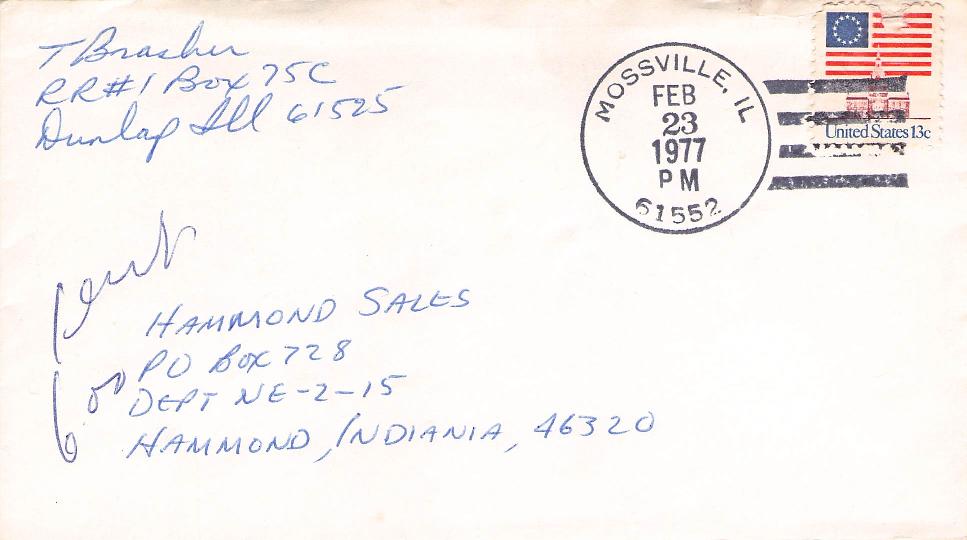 T Brasher
RR#1 Box 75C
Dunlap Ill 61525
MOSSVILLE, IL
FEB
23
1977
PM
61552
United States 13c
HAMMOND SALES
PO BOX 728
DEPT NE-2-15
HAMMOND, INDIANIA, 46320